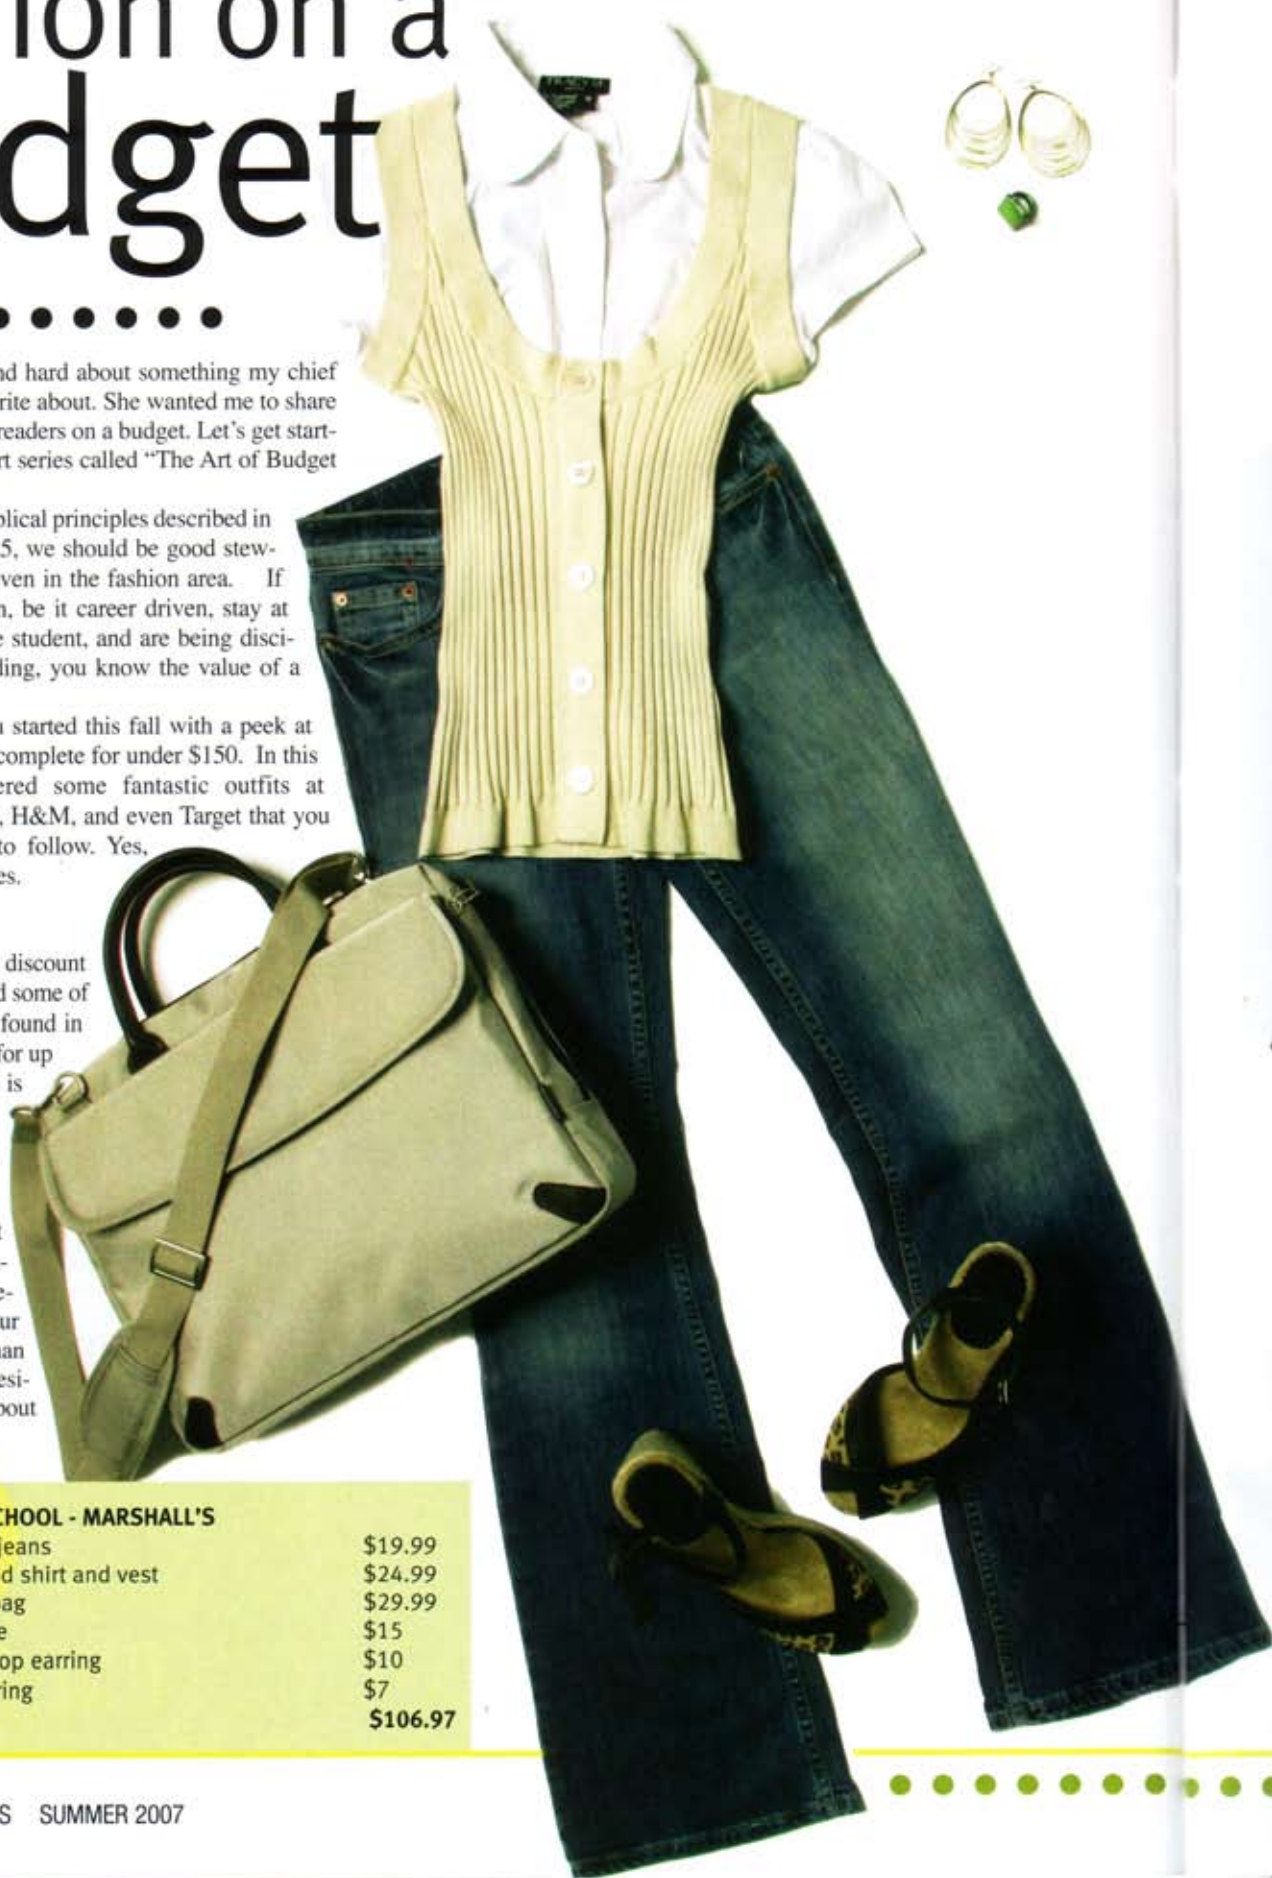 ion on a
dget
nd hard about something my chief
rite about. She wanted me to share
readers on a budget. Let's get start-
rt series called “The Art of Budget
blical principles described in
5, we should be good stew-
ven in the fashion area. If
n, be it career driven, stay at
e student, and are being disci-
ling, you know the value of a
started this fall with a peek at
complete for under $150. In this
ered some fantastic outfits at
, H&M, and even Target that you
to follow. Yes,
es.
discount
d some of
found in
for up
is
t
-
e-
ur
an
esi-
bout
CHOOL - MARSHALL'S
jeans $19.99
d shirt and vest $24.99
bag $29.99
e $15
op earring $10
ring $7
$106.97
S SUMMER 2007